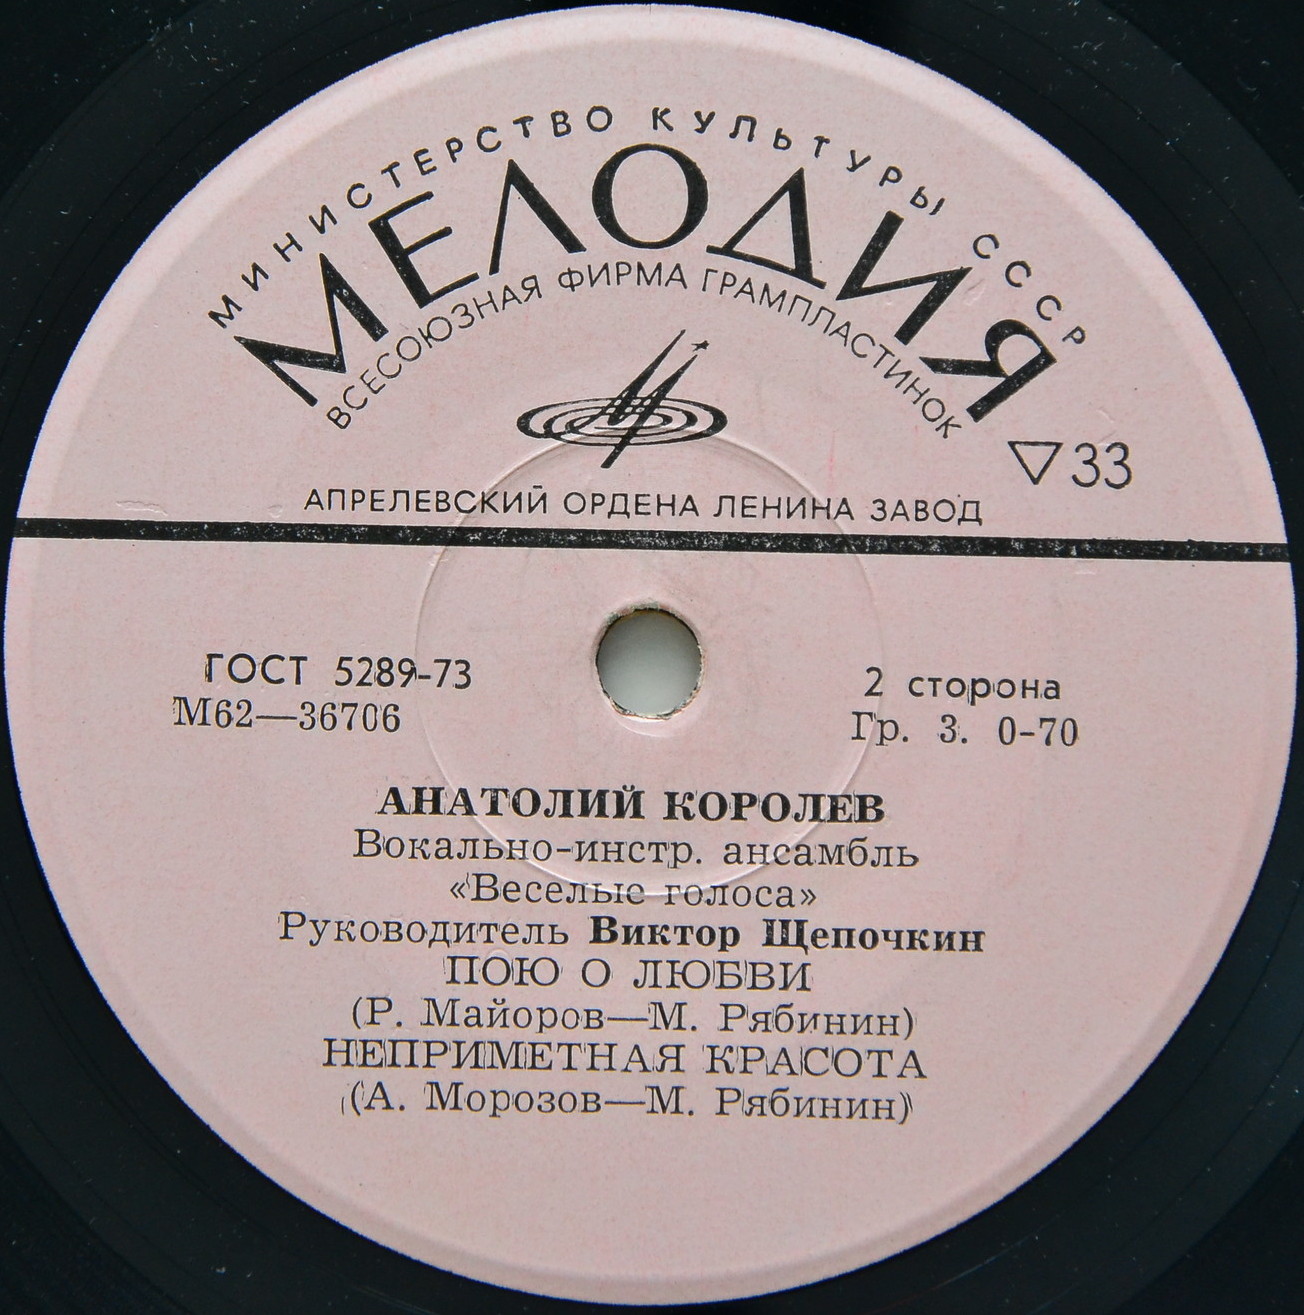 МИНИСТЕРСТВО КУЛЬТУРЫ СССР
МЕЛОДИЯ
ВСЕСОЮЗНАЯ ФИРМА ГРАМПЛАСТИНОК
▽33
АПРЕЛЕВСКИЙ ОРДЕНА ЛЕНИНА ЗАВОД
ГОСТ 5289-73
М62—36706
2 сторона
Гр. 3. 0-70
АНАТОЛИЙ КОРОЛЕВ
Вокально-инстр. ансамбль
«Веселые голоса»
Руководитель Виктор Щепочкин
ПОЮ О ЛЮБВИ
(Р. Майоров—М. Рябинин)
НЕПРИМЕТНАЯ КРАСОТА
(А. Морозов—М. Рябинин)